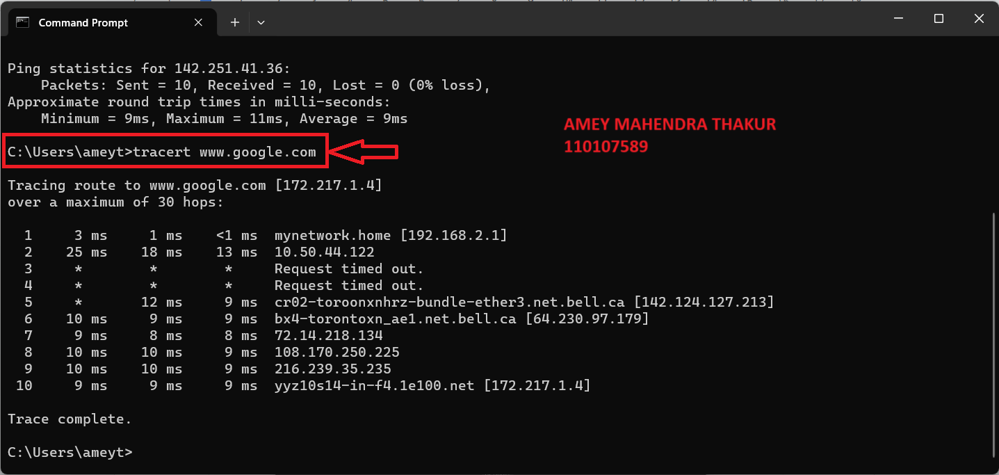 Command Prompt
Ping statistics for 142.251.41.36:
Packets: Sent = 10, Received = 10, Lost = 0 (0% loss),
Approximate round trip times in milli-seconds:
Minimum = 9ms, Maximum = 11ms, Average = 9ms
AMEY MAHENDRA THAKUR
110107589
C:\Users\ameyt>tracert www.google.com
Tracing route to www.google.com [172.217.1.4]
over a maximum of 30 hops:
1 3 ms 1 ms <1 ms mynetwork.home [192.168.2.1]
2 25 ms 18 ms 13 ms 10.50.44.122
3 * * * Request timed out.
4 * * * Request timed out.
5 * 12 ms 9 ms cr02-toroonxnhrz-bundle-ether3.net.bell.ca [142.124.127.213]
6 10 ms 9 ms 9 ms bx4-torontoxn_ae1.net.bell.ca [64.230.97.179]
7 9 ms 8 ms 8 ms 72.14.218.134
8 10 ms 10 ms 9 ms 108.170.250.225
9 10 ms 10 ms 9 ms 216.239.35.235
10 9 ms 9 ms 9 ms yyz10s14-in-f4.1e100.net [172.217.1.4]
Trace complete.
C:\Users\ameyt>